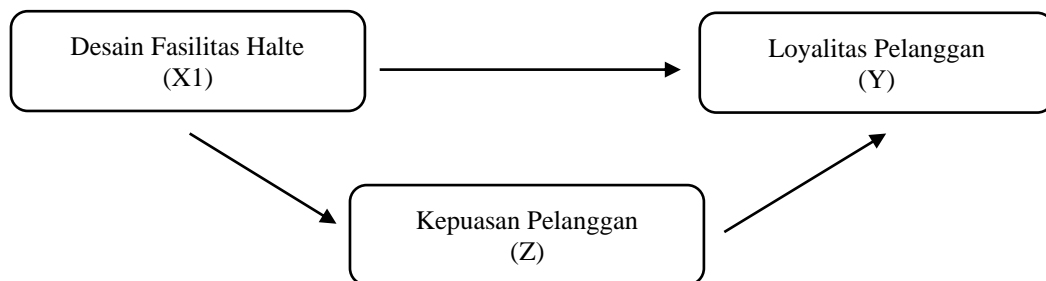 Desain Fasilitas Halte
(X1)
Loyalitas Pelanggan
(Y)
Kepuasan Pelanggan
(Z)